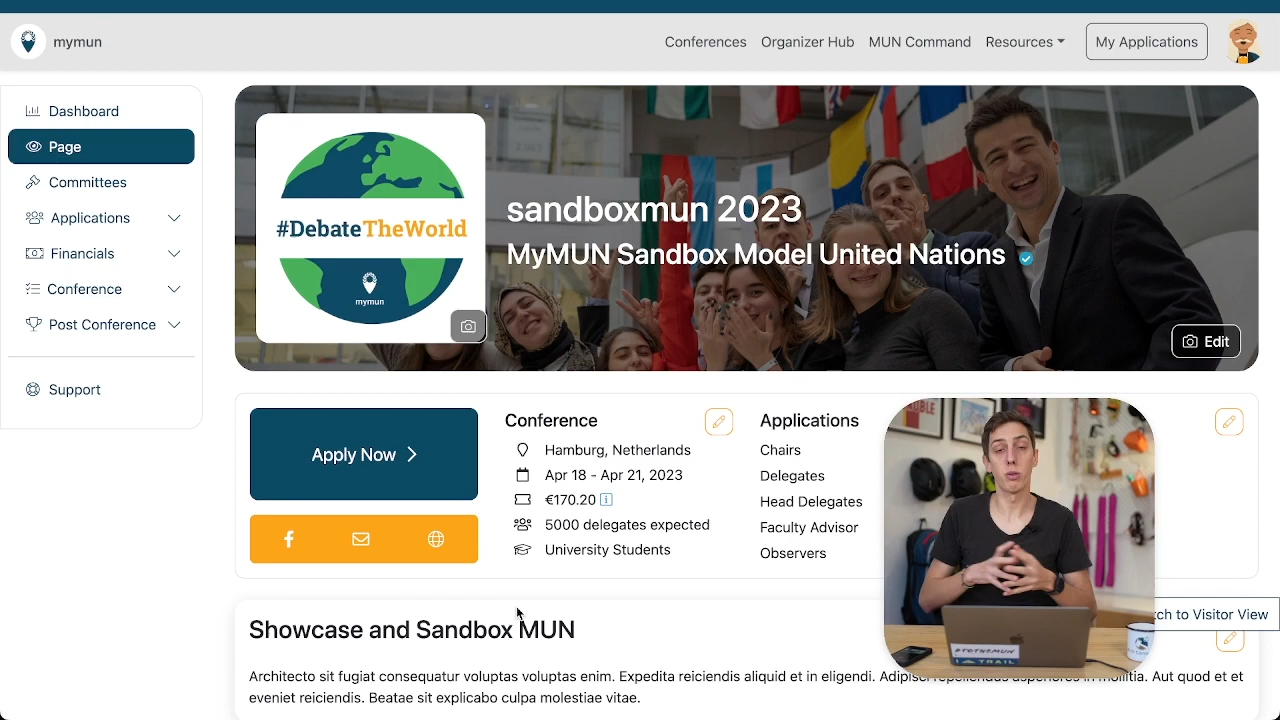 mymun
Conferences
Organizer Hub
MUN Command
Resources
My Applications
Dashboard
Page
Committees
Applications
Financials
Conference
Post Conference
Support
#DebateTheWorld
mymun
sandboxmun 2023
MyMUN Sandbox Model United Nations
Edit
Apply Now
Conference
Hamburg, Netherlands
Apr 18 - Apr 21, 2023
€170.20
5000 delegates expected
University Students
Applications
Chairs
Delegates
Head Delegates
Faculty Advisor
Observers
to Visitor View
Showcase and Sandbox MUN
Architecto sit fugiat consequatur voluptas voluptas enim. Expedita reiciendis aliquid et in eligendi. Aut quod et et
eveniet reiciendis. Beatae sit explicabo culpa molestiae vitae.
TRAIL